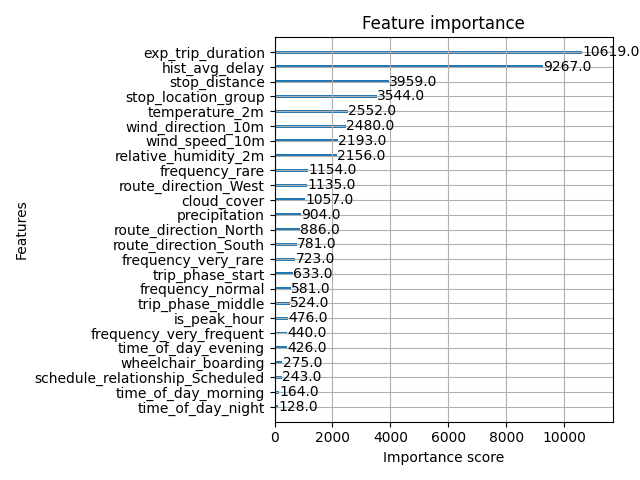 Feature importance
exp_trip_duration 10619.0
hist_avg_delay 9267.0
stop_distance 3959.0
stop_location_group 3544.0
temperature_2m 2552.0
wind_direction_10m 2480.0
wind_speed_10m 2193.0
relative_humidity_2m 2156.0
frequency_rare 1154.0
route_direction_West 1135.0
cloud_cover 1057.0
precipitation 904.0
route_direction_North 886.0
route_direction_South 781.0
frequency_very_rare 723.0
trip_phase_start 633.0
frequency_normal 581.0
trip_phase_middle 524.0
is_peak_hour 476.0
frequency_very_frequent 440.0
time_of_day_evening 426.0
wheelchair_boarding 275.0
schedule_relationship_Scheduled 243.0
time_of_day_morning 164.0
time_of_day_night 128.0
0 2000 4000 6000 8000 10000
Importance score
Features